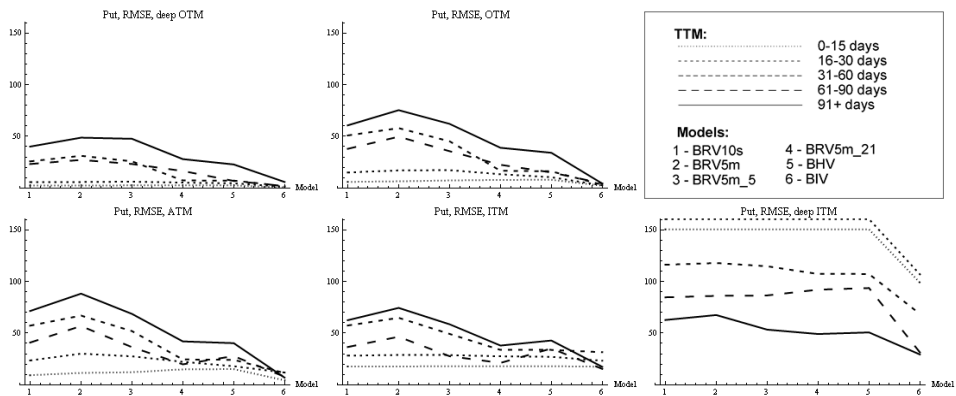 Put, RMSE, deep OTM
150
100
50
1 2 3 4 5 6 Model
Put, RMSE, OTM
150
100
50
1 2 3 4 5 6 Model
TTM:
0-15 days
16-30 days
31-60 days
61-90 days
91+ days
Models:
1 - BRV10s 4 - BRV5m_21
2 - BRV5m 5 - BHV
3 - BRV5m_5 6 - BIV
Put, RMSE, ATM
150
100
50
1 2 3 4 5 6 Model
Put, RMSE, ITM
150
100
50
1 2 3 4 5 6 Model
Put, RMSE, deep ITM
150
100
50
1 2 3 4 5 6 Model